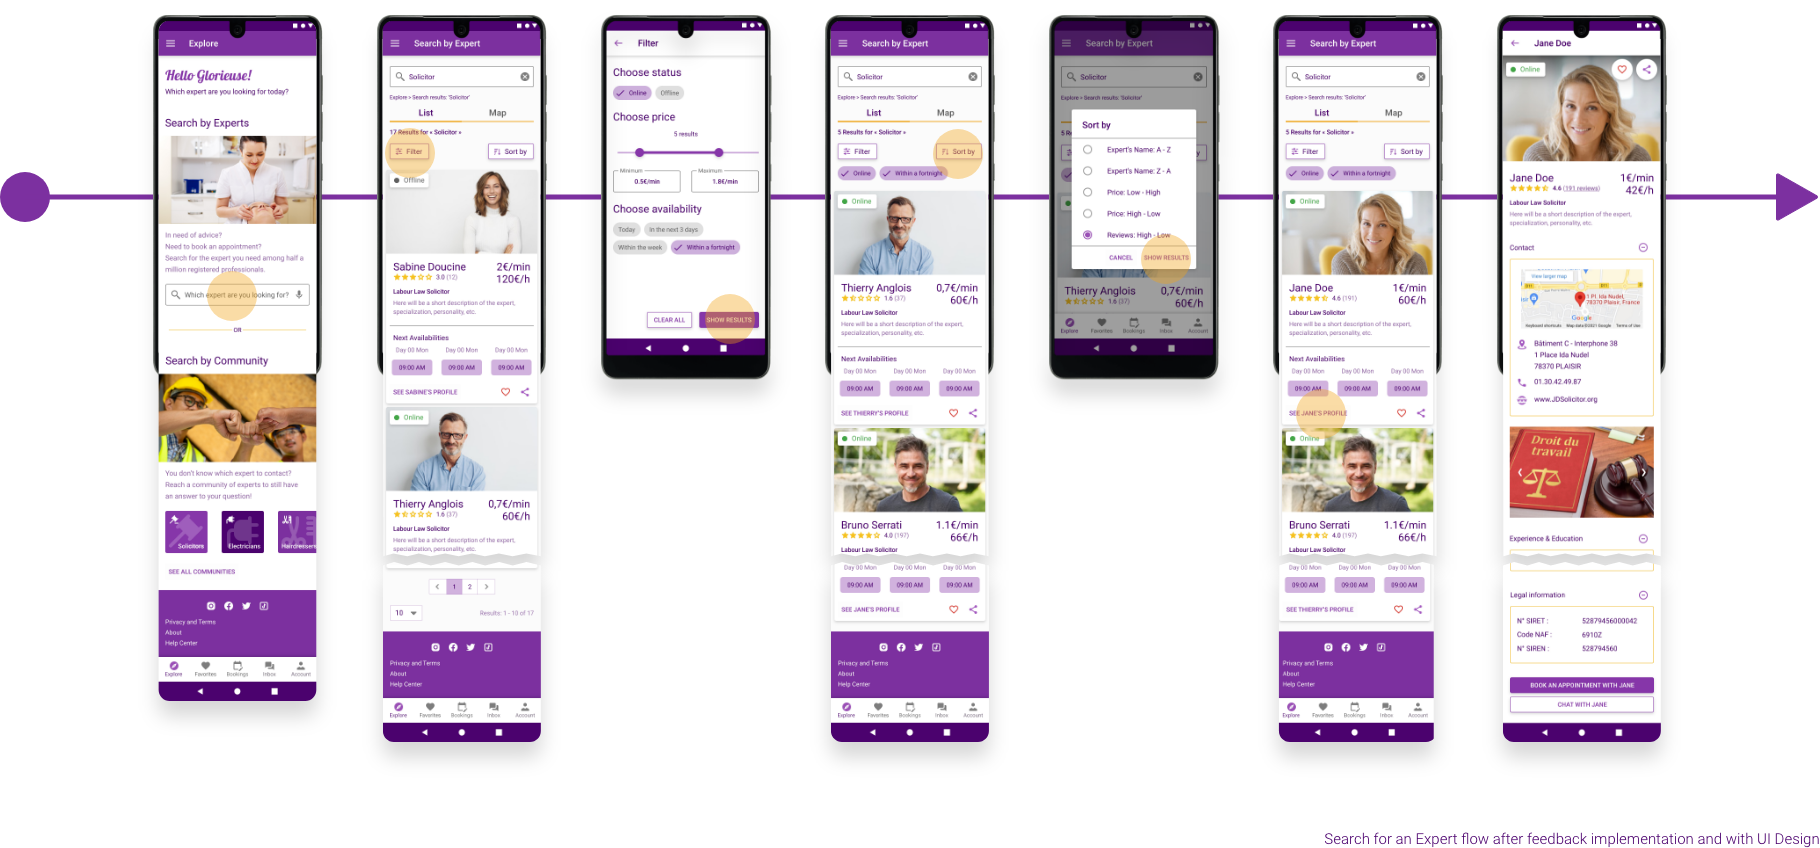 Explore
Hello Glorieuse!
Which expert are you looking for today?
Search by Experts
In need of advice?
Need to book an appointment?
Search for the expert you need among half a
million registered professionals.
Which expert are you looking for?
OR
Search by Community
You don't know which expert to contact?
Reach a community of experts to still have
an answer to your question!
Solicitors
Electricians
Hairdressers
SEE ALL COMMUNITIES
Privacy and Terms
About
Help Center
Explore Favorites Bookings Inbox Account
Search by Expert
Solicitor
Explore > Search results: 'Solicitor'
List Map
17 Results for « Solicitor »
Filter Sort by
Offline
Sabine Doucine 2€/min
3.0 (12) 120€/h
Labour Law Solicitor
Here will be a short description of the expert,
specialization, personality, etc.
Next Availabilities
Day 00 Mon Day 00 Mon Day 00 Mon
09:00 AM 09:00 AM 09:00 AM
SEE SABINE'S PROFILE
Online
Thierry Anglois 0,7€/min
1.6 (37) 60€/h
Labour Law Solicitor
Here will be a short description of the expert,
specialization, personality, etc.
1 2
10 Results: 1 - 10 of 17
Privacy and Terms
About
Help Center
Explore Favorites Bookings Inbox Account
Filter
Choose status
Online Offline
Choose price
5 results
Minimum Maximum
0.5€/min 1.8€/min
Choose availability
Today In the next 3 days
Within the week Within a fortnight
CLEAR ALL SHOW RESULTS
Search by Expert
Solicitor
Explore > Search results: 'Solicitor'
List Map
5 Results for « Solicitor »
Filter Sort by
Online Within a fortnight
Online
Thierry Anglois 0,7€/min
1.6 (37) 60€/h
Labour Law Solicitor
Here will be a short description of the expert,
specialization, personality, etc.
Next Availabilities
Day 00 Mon Day 00 Mon Day 00 Mon
09:00 AM 09:00 AM 09:00 AM
SEE THIERRY'S PROFILE
Online
Bruno Serrati 1.1€/min
4.0 (197) 66€/h
Labour Law Solicitor
Day 00 Mon Day 00 Mon Day 00 Mon
09:00 AM 09:00 AM 09:00 AM
SEE JANE'S PROFILE
Privacy and Terms
About
Help Center
Explore Favorites Bookings Inbox Account
Search by Expert
Solicitor
Explore > Search results: 'Solicitor'
List Map
Sort by
Expert's Name: A - Z
Expert's Name: Z - A
Price: Low - High
Price: High - Low
Reviews: High - Low
CANCEL SHOW RESULTS
Thierry Anglois 0,7€/min
1.6 (37) 60€/h
Explore Favorites Bookings Inbox Account
Search by Expert
Solicitor
Explore > Search results: 'Solicitor'
List Map
5 Results for « Solicitor »
Filter Sort by
Online Within a fortnight
Online
Jane Doe 1€/min
4.6 (191) 60€/h
Labour Law Solicitor
Here will be a short description of the expert,
specialization, personality, etc.
Next Availabilities
Day 00 Mon Day 00 Mon Day 00 Mon
09:00 AM 09:00 AM 09:00 AM
SEE JANE'S PROFILE
Online
Bruno Serrati 1.1€/min
4.0 (197) 66€/h
Labour Law Solicitor
Day 00 Mon Day 00 Mon Day 00 Mon
09:00 AM 09:00 AM 09:00 AM
SEE THIERRY'S PROFILE
Privacy and Terms
About
Help Center
Explore Favorites Bookings Inbox Account
Jane Doe
Online
Jane Doe 1€/min
4.6 (191 reviews) 42€/h
Labour Law Solicitor
Here will be a short description of the expert,
specialization, personality, etc.
Contact
View larger map
1 Pl. Ida Nudel,
78370 Plaisir, France
Google
Keyboard shortcuts Map data ©2021 Google Terms of Use
Bâtiment C - Interphone 38
1 Place Ida Nudel
78370 PLAISIR
01.30.42.49.87
www.JDSolicitor.org
Droit du
travail
Experience & Education
Legal information
N° SIRET : 52879456000042
Code NAF : 6910Z
N° SIREN : 528794560
BOOK AN APPOINTMENT WITH JANE
CHAT WITH JANE
Search for an Expert flow after feedback implementation and with UI Design